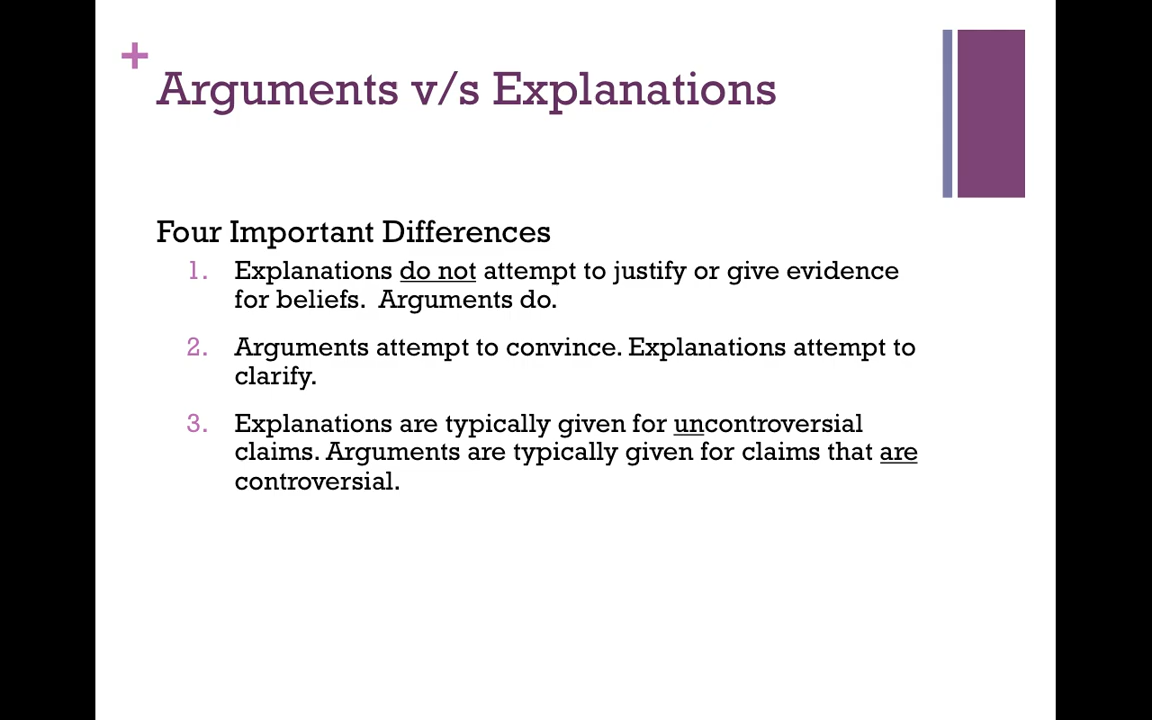 +
Arguments v/s Explanations
Four Important Differences
1. Explanations do not attempt to justify or give evidence
for beliefs.  Arguments do.
2. Arguments attempt to convince. Explanations attempt to
clarify.
3. Explanations are typically given for uncontroversial
claims. Arguments are typically given for claims that are
controversial.